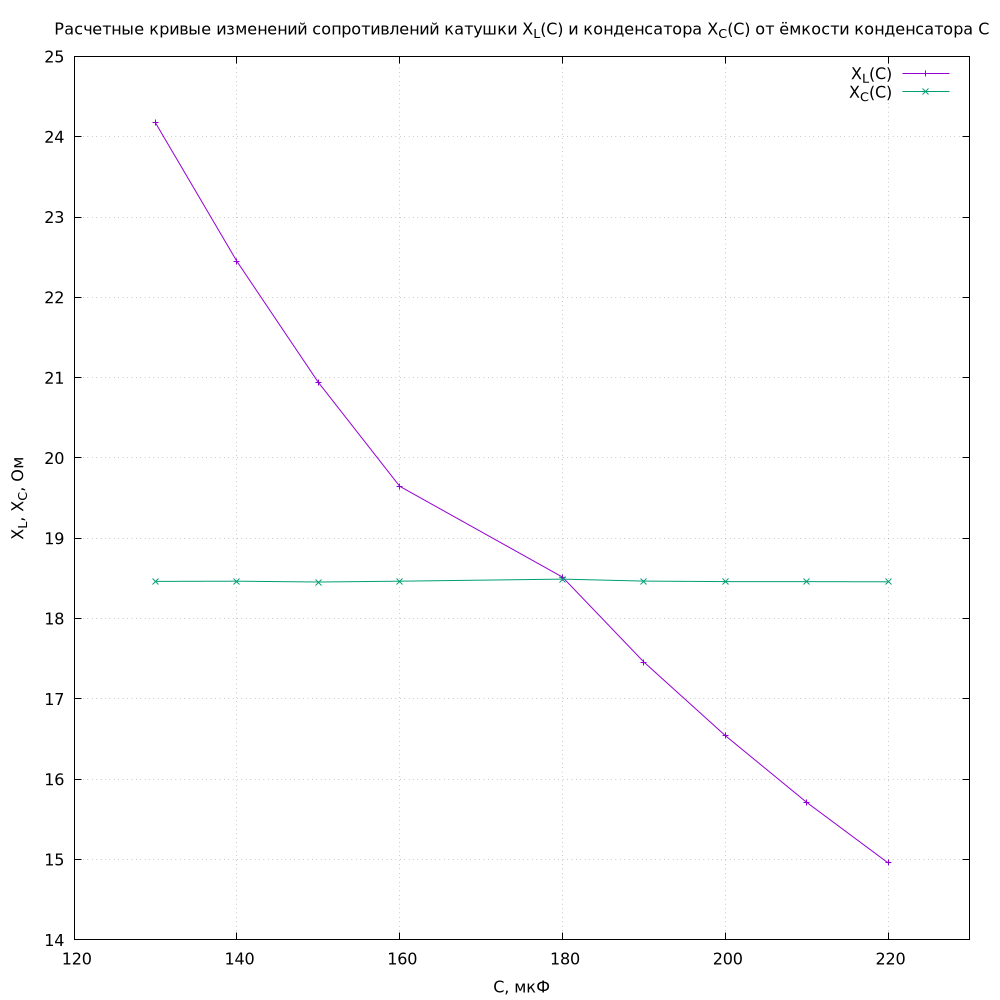 Расчетные кривые изменений сопротивлений катушки X_L(C) и конденсатора X_C(C) от ёмкости конденсатора C
X_L(C)
X_C(C)
25
24
23
22
21
20
19
18
17
16
15
14
X_L, X_C, Ом
120 140 160 180 200 220
C, мкФ